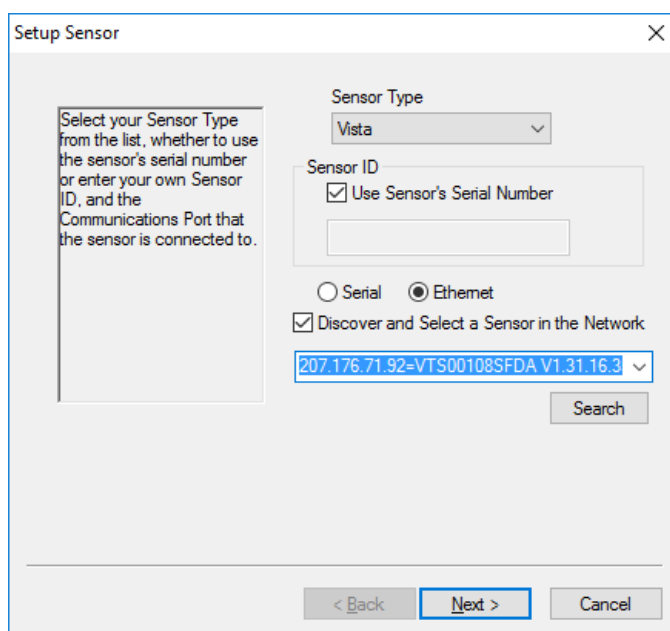 Setup Sensor
Select your Sensor Type
from the list, whether to use
the sensor's serial number
or enter your own Sensor
ID, and the
Communications Port that
the sensor is connected to.
Sensor Type
Vista
Sensor ID
Use Sensor's Serial Number
Serial
Ethernet
Discover and Select a Sensor in the Network
207.176.71.92=VTS00108SFDA V1.31.16.3
Search
< Back
Next >
Cancel